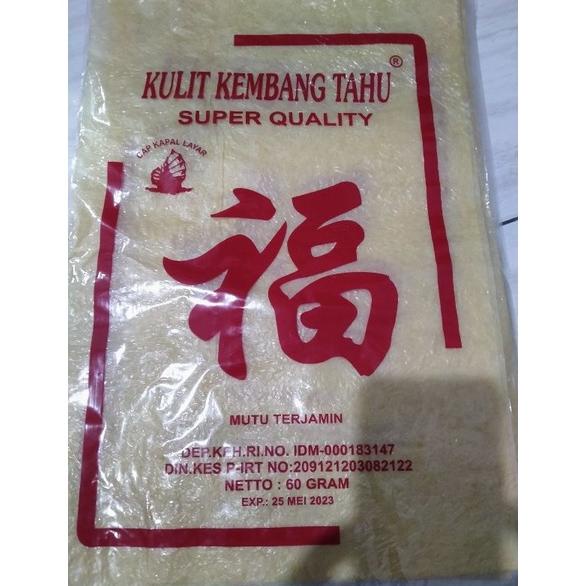 KULIT KEMBANG TAHU®
SUPER QUALITY
CAP KAPAL LAYAR
福
MUTU TERJAMIN
DEP.KEH.RI.NO. IDM-000183147
DIN.KES P-IRT NO:209121203082122
NETTO : 60 GRAM
EXP.: 25 MEI 2023